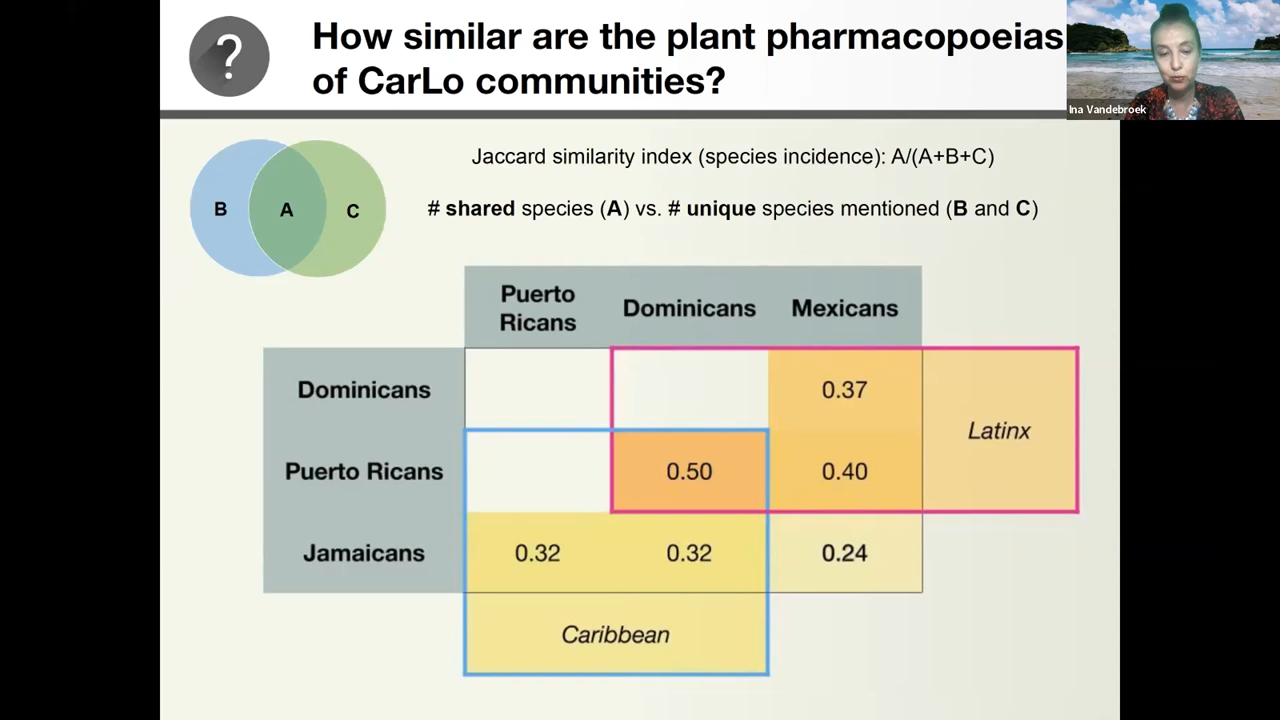 ?
How similar are the plant pharmacopoeias
of CarLo communities?
Ina Vandebroek
B
A
C
Jaccard similarity index (species incidence): A/(A+B+C)
# shared species (A) vs. # unique species mentioned (B and C)
Puerto
Ricans
Dominicans
Mexicans
Dominicans
0.37
Latinx
Puerto Ricans
0.50
0.40
Jamaicans
0.32
0.32
0.24
Caribbean